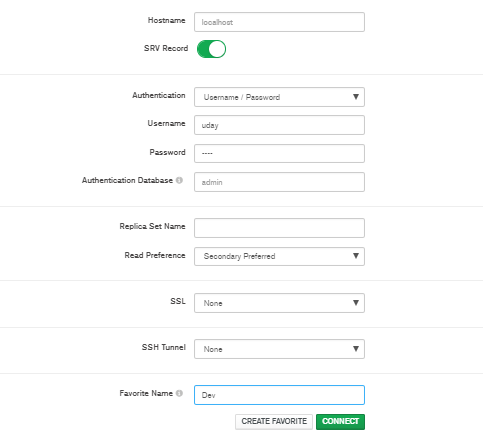 Hostname localhost
SRV Record
Authentication Username / Password
Username uday
Password ----
Authentication Database admin
Replica Set Name
Read Preference Secondary Preferred
SSL None
SSH Tunnel None
Favorite Name Dev
CREATE FAVORITE CONNECT